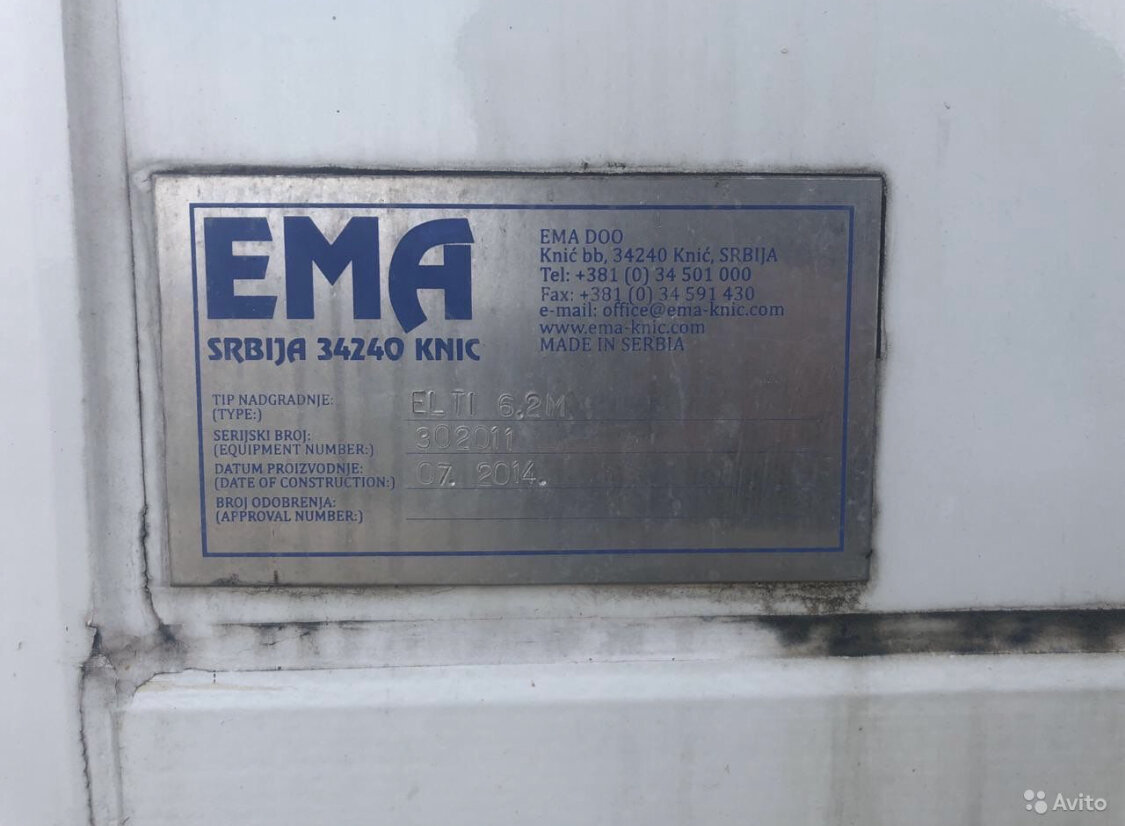 EMA
SRBIJA 34240 KNIC
EMA DOO
Knić bb, 34240 Knić, SRBIJA
Tel: +381 (0) 34 501 000
Fax: +381 (0) 34 591 430
e-mail: office@ema-knic.com
www.ema-knic.com
MADE IN SERBIA
TIP NADGRADNJE:
(TYPE:) ELTI 6.2M
SERIJSKI BROJ:
(EQUIPMENT NUMBER:) 302011
DATUM PROIZVODNJE:
(DATE OF CONSTRUCTION:) 07. 2014.
BROJ ODOBRENJA:
(APPROVAL NUMBER:)
Avito